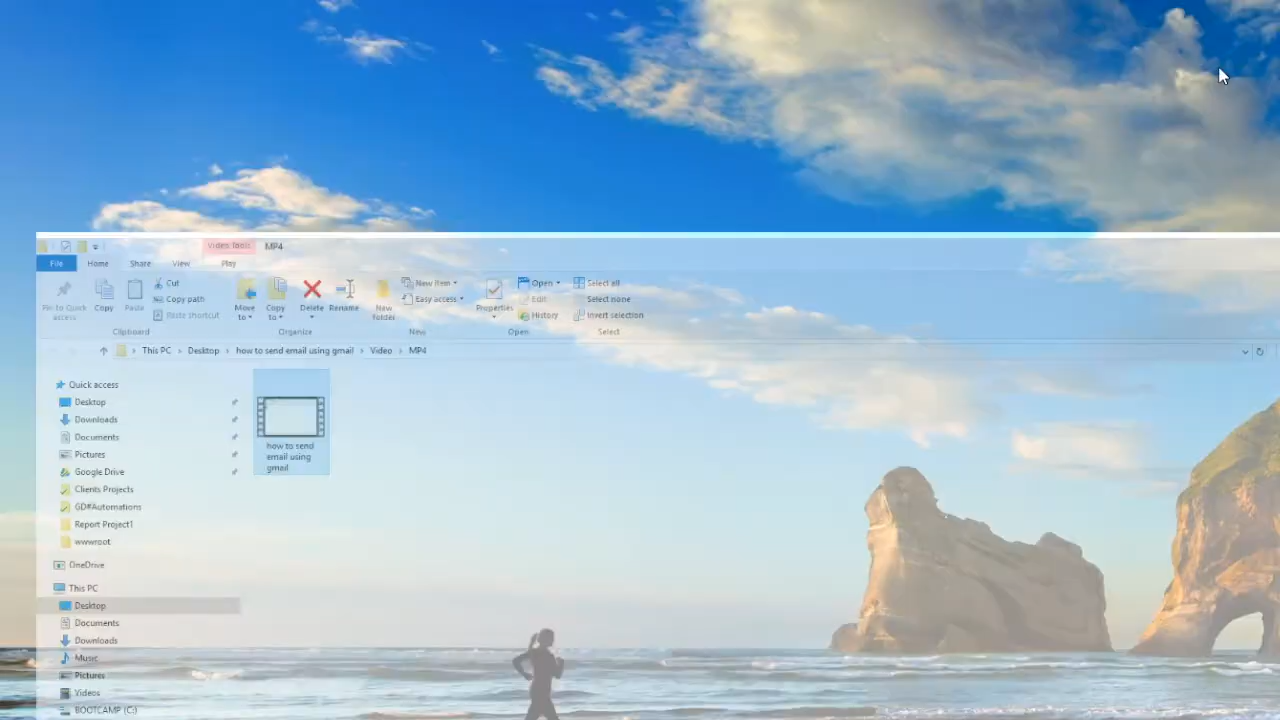 Video Tools MP4
File Home Share View Play
Pin to Quick access
Copy
Paste
Cut
Copy path
Paste shortcut
Clipboard
Move to
Copy to
Delete
Rename
Organize
New folder
New item
Easy access
New
Properties
Open
Edit
History
Open
Select all
Select none
Invert selection
Select
This PC Desktop how to send email using gmail Video MP4
Quick access
Desktop
Downloads
Documents
Pictures
Google Drive
Clients Projects
GD#Automations
Report Project1
wwwroot
OneDrive
This PC
Desktop
Documents
Downloads
Music
Pictures
Videos
BOOTCAMP (C:)
how to send
email using
gmail